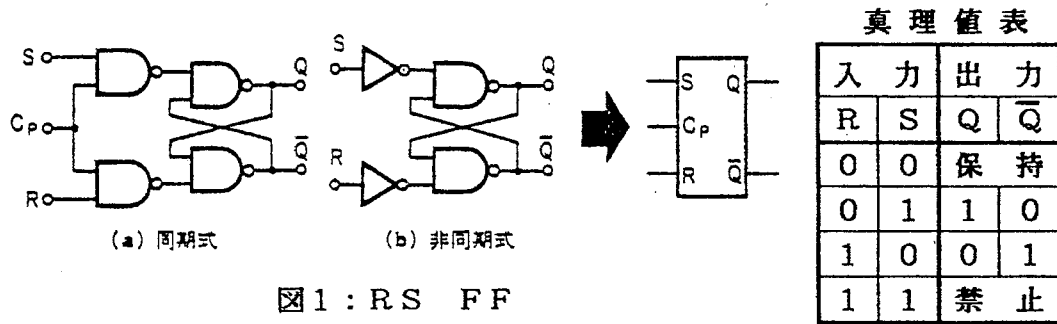 S
Cₚ
R
Q
Q̅
(a) 同期式
S
R
Q
Q̅
(b) 非同期式
S Q
Cₚ
R Q̅
図1：RS FF
真理値表
入力 出力
R S Q Q̅
0 0 保持
0 1 1 0
1 0 0 1
1 1 禁止